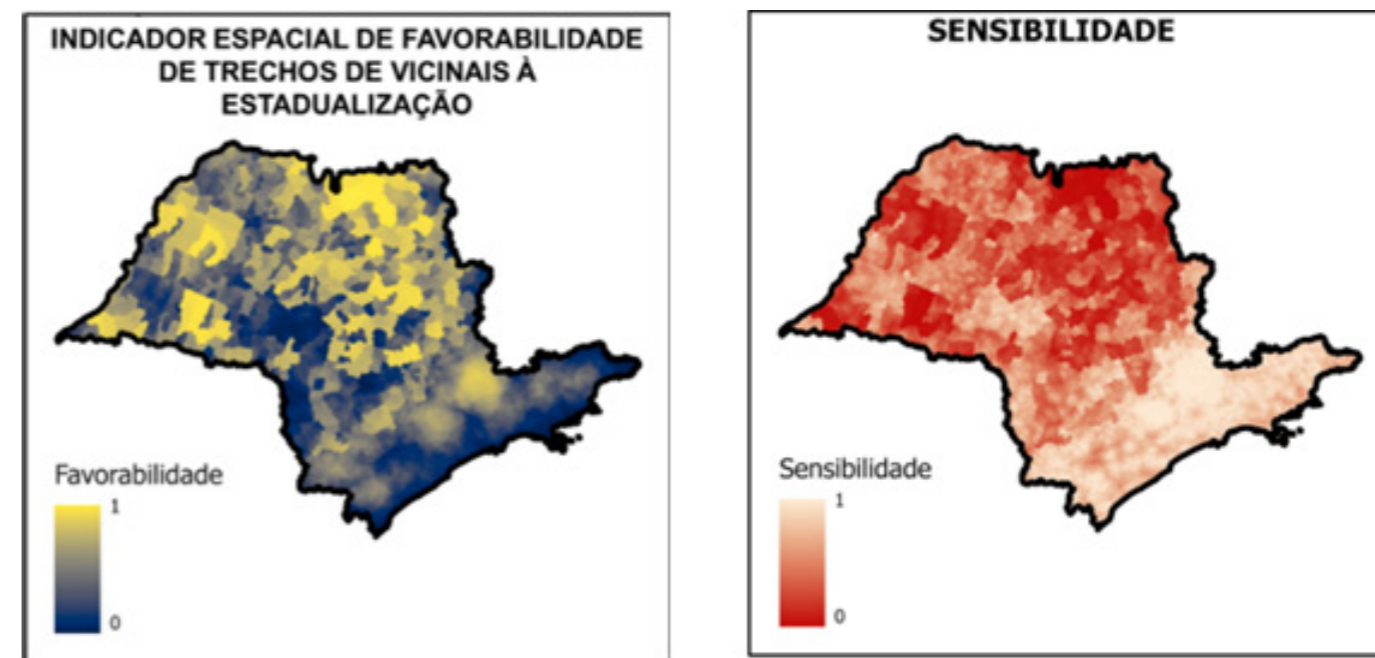 INDICADOR ESPACIAL DE FAVORABILIDADE
DE TRECHOS DE VICINAIS À
ESTADUALIZAÇÃO
Favorabilidade
1
0
SENSIBILIDADE
Sensibilidade
1
0